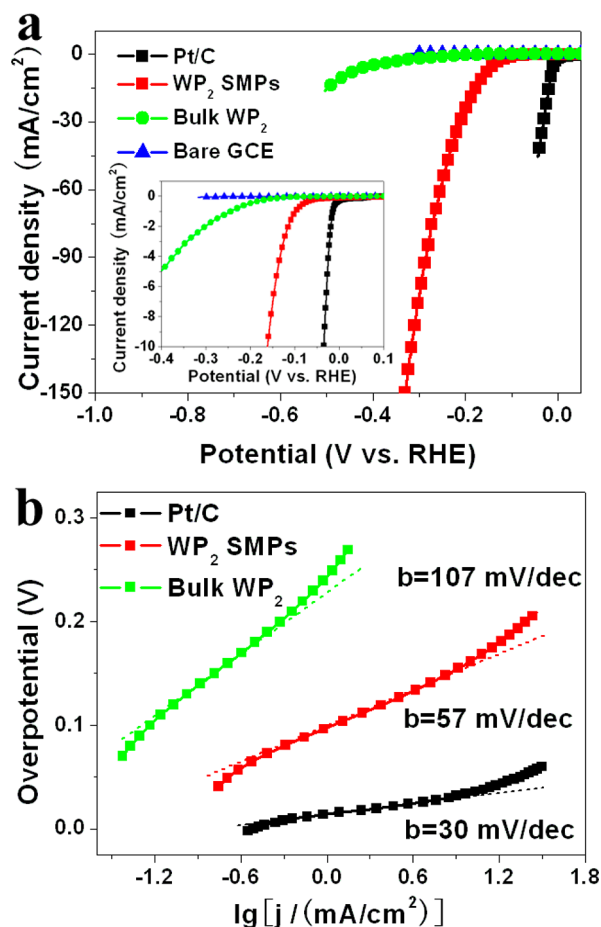 a
Pt/C
WP₂ SMPs
Bulk WP₂
Bare GCE
Current density (mA/cm²)
0
-30
-60
-90
-120
-150
-1.0
-0.8
-0.6
-0.4
-0.2
0.0
Potential (V vs. RHE)
Current density (mA/cm²)
0
-2
-4
-6
-8
-10
-0.4
-0.3
-0.2
-0.1
0.0
0.1
Potential (V vs. RHE)
b
Pt/C
WP₂ SMPs
Bulk WP₂
b=107 mV/dec
b=57 mV/dec
b=30 mV/dec
Overpotential (V)
0.3
0.2
0.1
0.0
-1.2
-0.6
0.0
0.6
1.2
1.8
lg[j /(mA/cm²)]